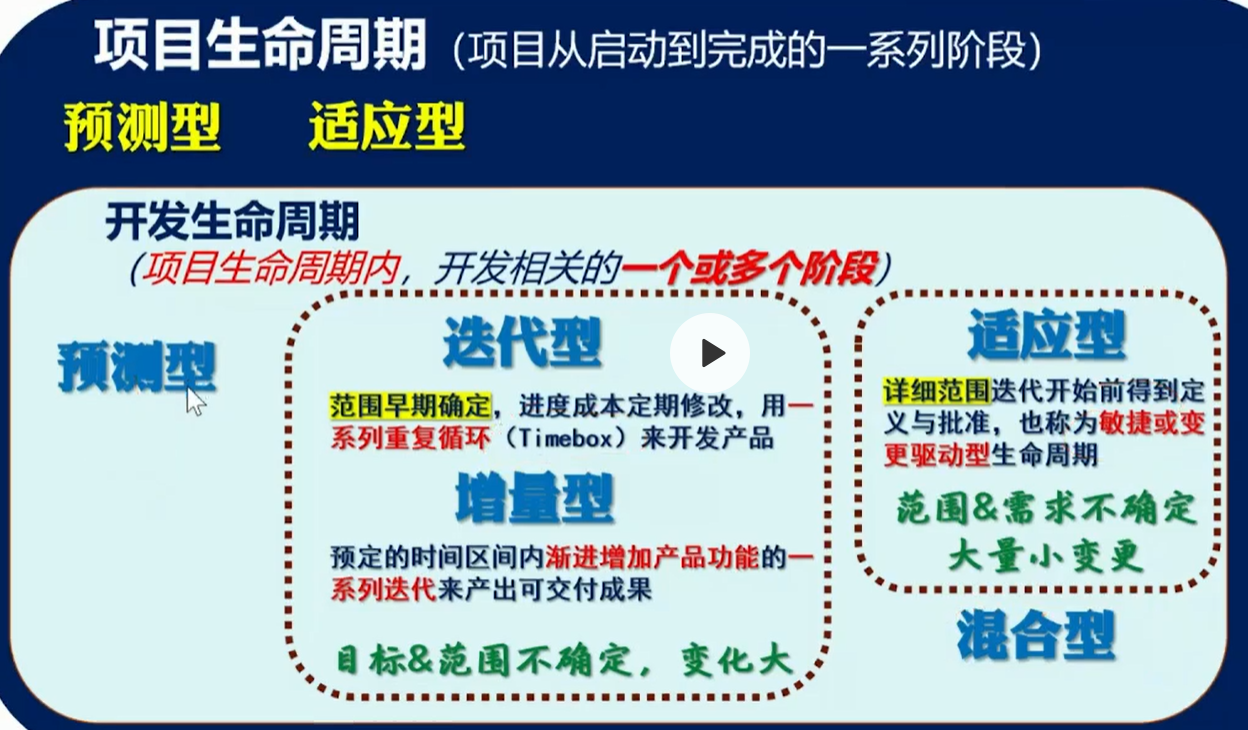 项目生命周期（项目从启动到完成的一系列阶段）
预测型 适应型
开发生命周期
（项目生命周期内，开发相关的一个或多个阶段）
预测型
迭代型
范围早期确定，进度成本定期修改，用一
系列重复循环（Timebox）来开发产品
增量型
预定的时间区间内渐进增加产品功能的一
系列迭代来产出可交付成果
目标&范围不确定，变化大
适应型
详细范围迭代开始前得到定
义与批准，也称为敏捷或变
更驱动型生命周期
范围&需求不确定
大量小变更
混合型